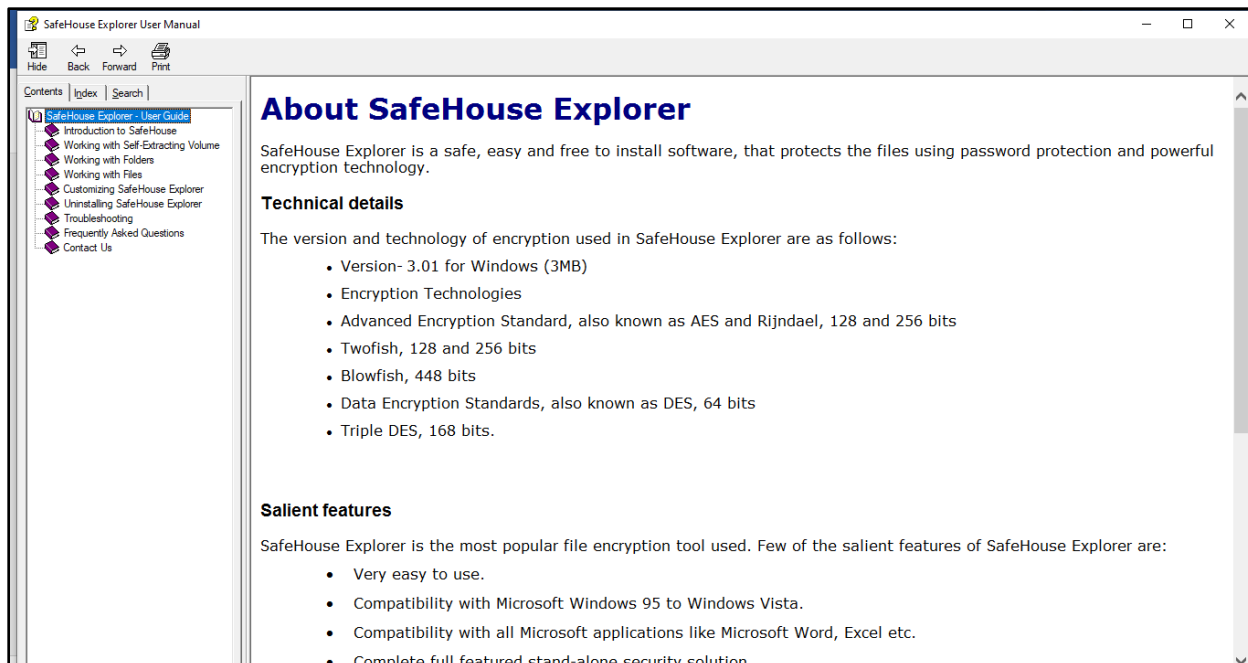 SafeHouse Explorer User Manual
Hide Back Forward Print
Contents Index Search
SafeHouse Explorer - User Guide
Introduction to SafeHouse
Working with Self-Extracting Volume
Working with Folders
Working with Files
Customizing SafeHouse Explorer
Uninstalling SafeHouse Explorer
Troubleshooting
Frequently Asked Questions
Contact Us
About SafeHouse Explorer
SafeHouse Explorer is a safe, easy and free to install software, that protects the files using password protection and powerful
encryption technology.
Technical details
The version and technology of encryption used in SafeHouse Explorer are as follows:
• Version- 3.01 for Windows (3MB)
• Encryption Technologies
• Advanced Encryption Standard, also known as AES and Rijndael, 128 and 256 bits
• Twofish, 128 and 256 bits
• Blowfish, 448 bits
• Data Encryption Standards, also known as DES, 64 bits
• Triple DES, 168 bits.
Salient features
SafeHouse Explorer is the most popular file encryption tool used. Few of the salient features of SafeHouse Explorer are:
• Very easy to use.
• Compatibility with Microsoft Windows 95 to Windows Vista.
• Compatibility with all Microsoft applications like Microsoft Word, Excel etc.
• Complete full featured stand-alone security solution